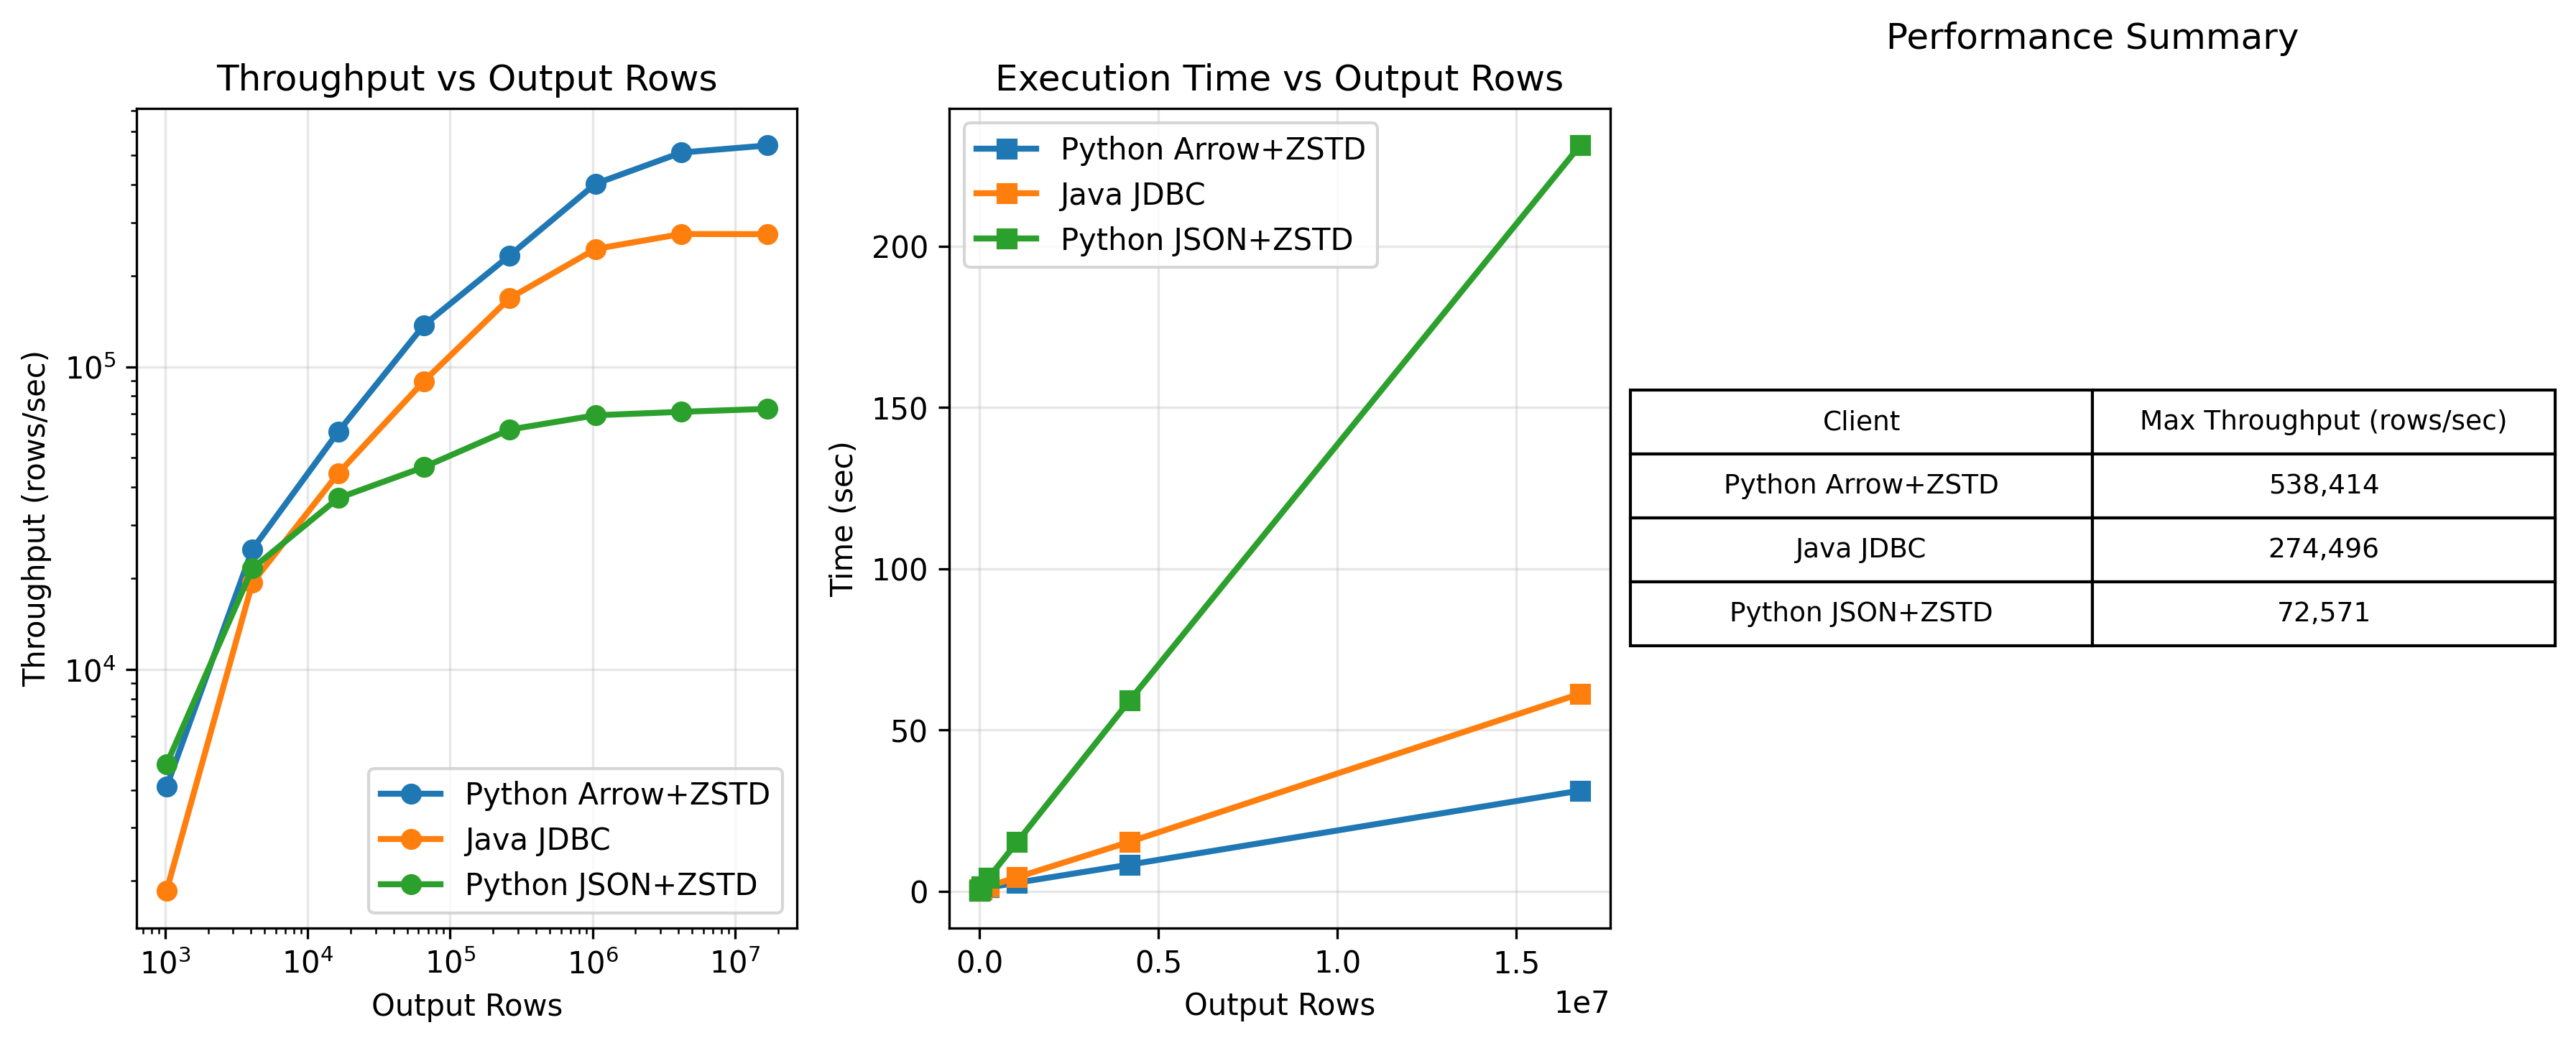 Throughput vs Output Rows
Throughput (rows/sec)
10⁵
10⁴
10³ 10⁴ 10⁵ 10⁶ 10⁷
Output Rows
Python Arrow+ZSTD
Java JDBC
Python JSON+ZSTD
Execution Time vs Output Rows
Time (sec)
200
150
100
50
0
0.0 0.5 1.0 1.5
1e7
Output Rows
Python Arrow+ZSTD
Java JDBC
Python JSON+ZSTD
Performance Summary
Client Max Throughput (rows/sec)
Python Arrow+ZSTD 538,414
Java JDBC 274,496
Python JSON+ZSTD 72,571